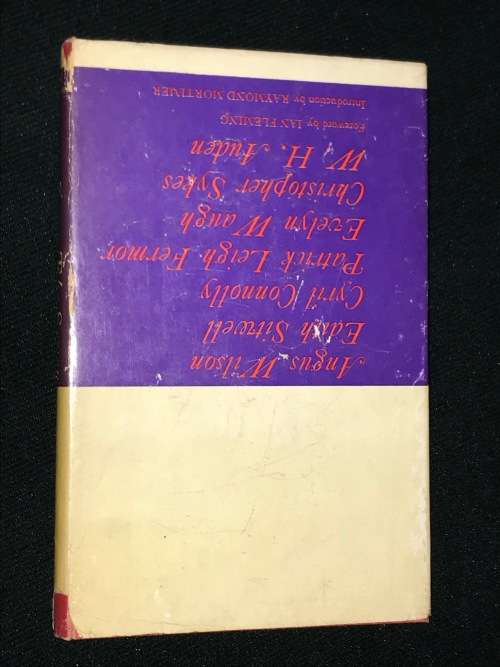 Angus Wilson
Edith Sitwell
Cyril Connolly
Patrick Leigh Fermor
Evelyn Waugh
Christopher Sykes
W. H. Auden
Foreword by IAN FLEMING
Introduction by RAYMOND MORTIMER